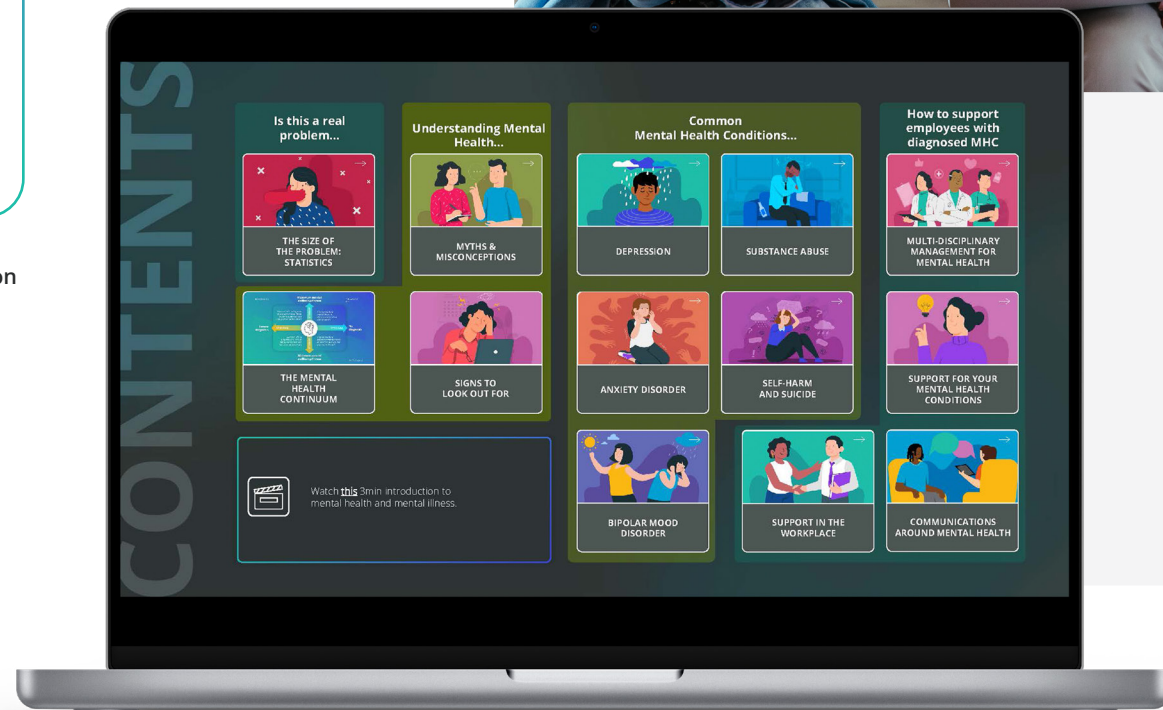 on
CONTENTS
Is this a real
problem...
THE SIZE OF
THE PROBLEM:
STATISTICS
Understanding Mental
Health...
MYTHS &
MISCONCEPTIONS
THE MENTAL
HEALTH
CONTINUUM
SIGNS TO
LOOK OUT FOR
Watch this 3min introduction to
mental health and mental illness.
Common
Mental Health Conditions...
DEPRESSION
SUBSTANCE ABUSE
ANXIETY DISORDER
SELF-HARM
AND SUICIDE
BIPOLAR MOOD
DISORDER
How to support
employees with
diagnosed MHC
MULTI-DISCIPLINARY
MANAGEMENT FOR
MENTAL HEALTH
SUPPORT FOR YOUR
MENTAL HEALTH
CONDITIONS
SUPPORT IN THE
WORKPLACE
COMMUNICATIONS
AROUND MENTAL HEALTH